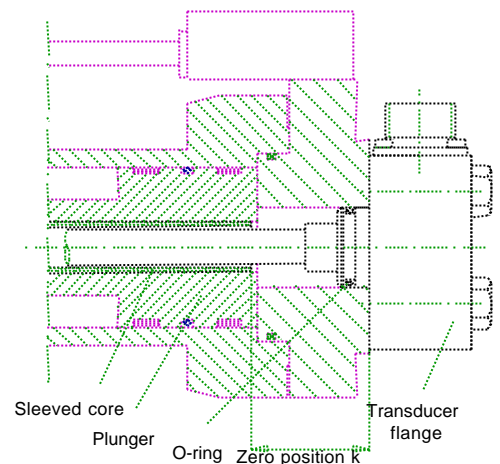 Sleeved core
Plunger
O-ring
Zero position k
Transducer
flange